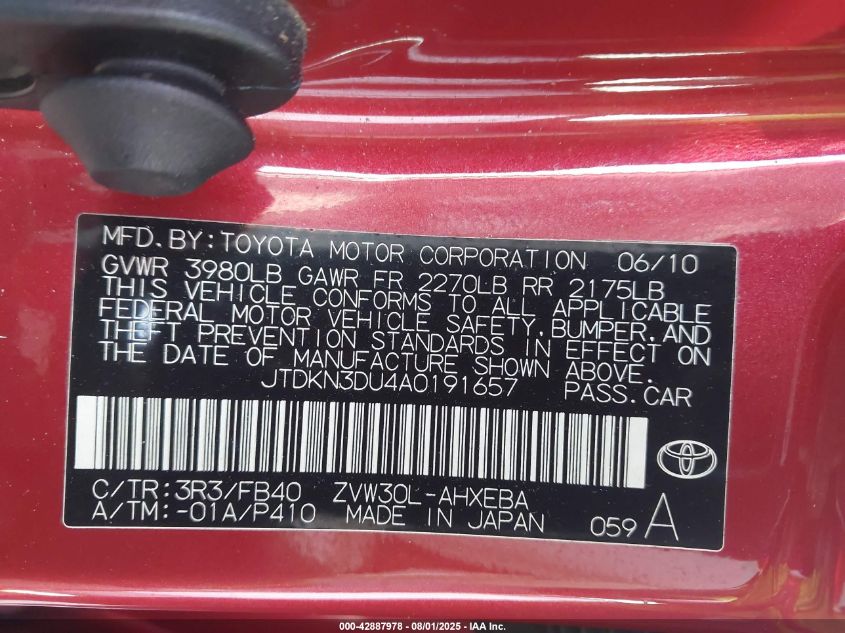 MFD. BY: TOYOTA MOTOR CORPORATION 06/10
GVWR 3980LB GAWR FR 2270LB RR 2175LB
THIS VEHICLE CONFORMS TO ALL APPLICABLE
FEDERAL MOTOR VEHICLE SAFETY, BUMPER, AND
THEFT PREVENTION STANDARDS IN EFFECT ON
THE DATE OF MANUFACTURE SHOWN ABOVE.
JTDKN3DU4A0191657 PASS. CAR
C/TR: 3R3/FB40 ZVW30L-AHXEBA
A/TM: -01A/P410 MADE IN JAPAN 059 A
000-42887978 - 08/01/2025 - IAA Inc.